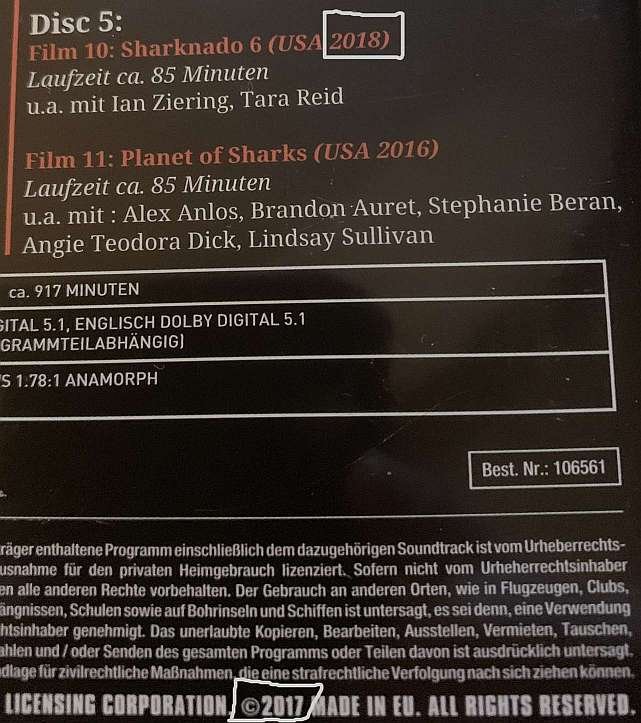 Disc 5:
Film 10: Sharknado 6 (USA 2018)
Laufzeit ca. 85 Minuten
u.a. mit Ian Ziering, Tara Reid
Film 11: Planet of Sharks (USA 2016)
Laufzeit ca. 85 Minuten
u.a. mit : Alex Anlos, Brandon Auret, Stephanie Beran,
Angie Teodora Dick, Lindsay Sullivan
ca. 917 MINUTEN
GITAL 5.1, ENGLISCH DOLBY DIGITAL 5.1
GRAMMTEILABHÄNGIG)
1.78:1 ANAMORPH
Best. Nr.: 106561
räger enthaltene Programm einschließlich dem dazugehörigen Soundtrack ist vom Urheberrechts-
usnahme für den privaten Heimgebrauch lizenziert. Sofern nicht vom Urheherrechtsinhaber
en alle anderen Rechte vorbehalten. Der Gebrauch an anderen Orten, wie in Flugzeugen, Clubs,
ängnissen, Schulen sowie auf Bohrinseln und Schiffen ist untersagt, es sei denn, eine Verwendung
htsinhaber genehmigt. Das unerlaubte Kopieren, Bearbeiten, Ausstellen, Vermieten, Tauschen,
ahlen und / oder Senden des gesamten Programms oder Teilen davon ist ausdrücklich untersagt.
dlage für zivilrechtliche Maßnahmen, die eine strafrechtliche Verfolgung nach sich ziehen können.
LICENSING CORPORATION. ©2017 MADE IN EU. ALL RIGHTS RESERVED.